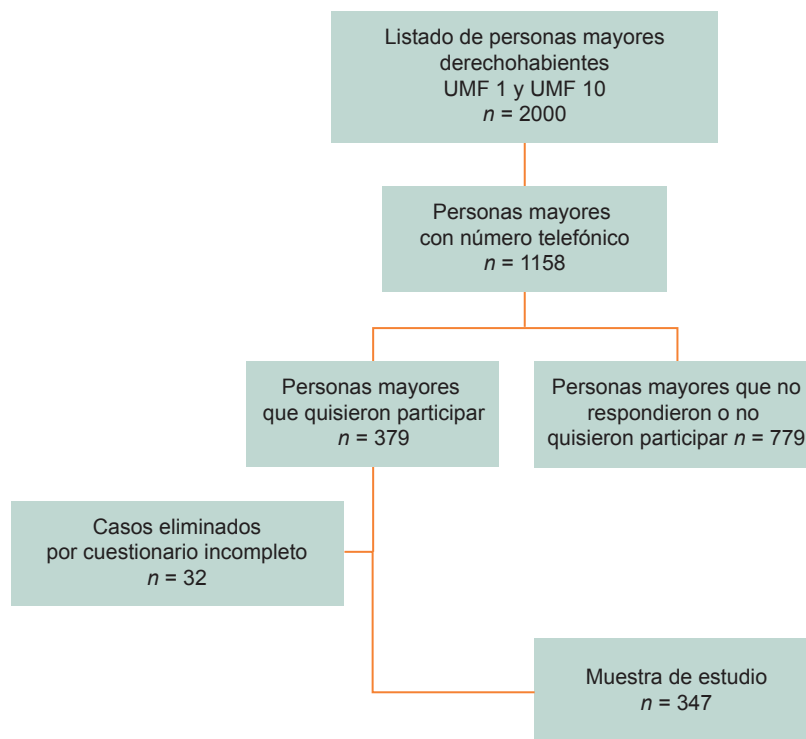 Listado de personas mayores
derechohabientes
UMF 1 y UMF 10
n = 2000
Personas mayores
con número telefónico
n = 1158
Personas mayores
que quisieron participar
n = 379
Personas mayores que no
respondieron o no
quisieron participar n = 779
Casos eliminados
por cuestionario incompleto
n = 32
Muestra de estudio
n = 347